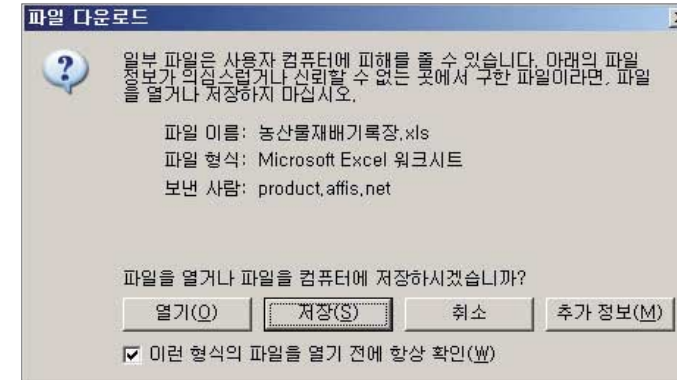 파일 다운로드
일부 파일은 사용자 컴퓨터에 피해를 줄 수 있습니다. 아래의 파일
정보가 의심스럽거나 신뢰할 수 없는 곳에서 구한 파일이라면, 파일
을 열거나 저장하지 마십시오.
파일 이름: 농산물재배기록장.xls
파일 형식: Microsoft Excel 워크시트
보낸 사람: product.affis.net
파일을 열거나 파일을 컴퓨터에 저장하시겠습니까?
열기(O) 저장(S) 취소 추가 정보(M)
이런 형식의 파일을 열기 전에 항상 확인(W)